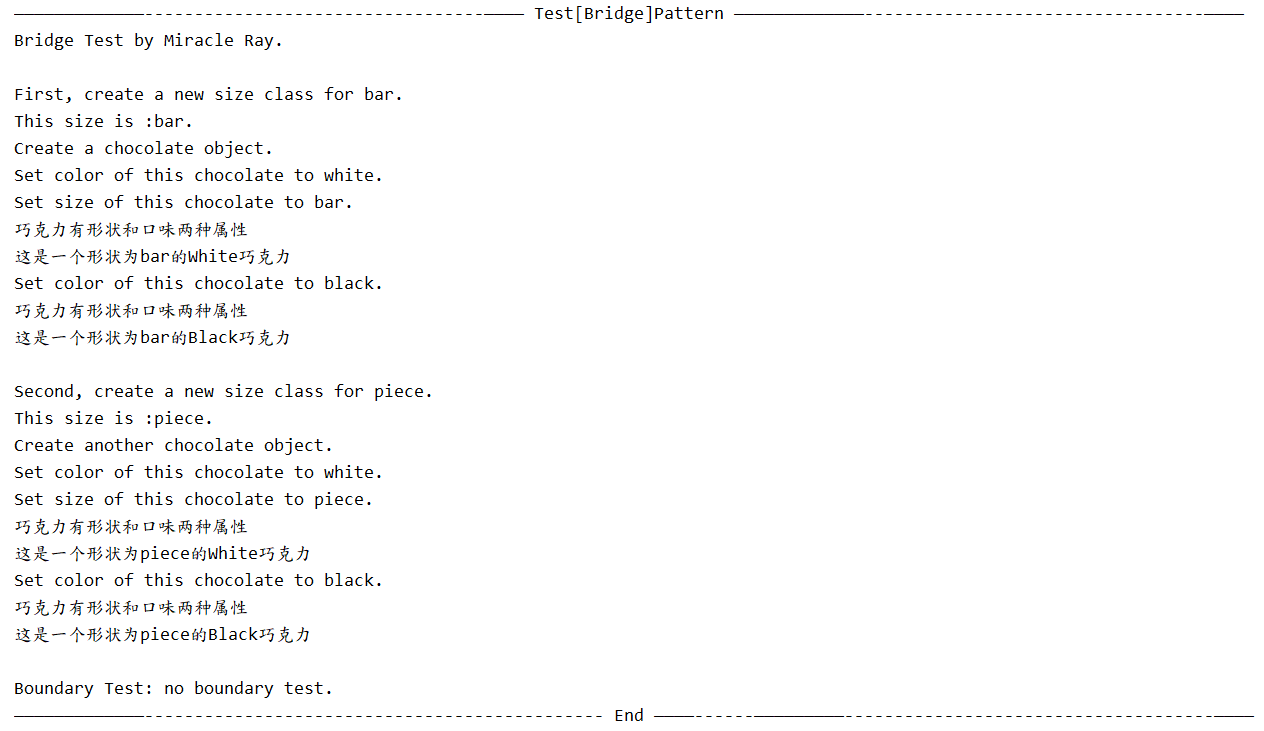 ————————————----------------------------------———— Test[Bridge]Pattern ————————————----------------------------------————
Bridge Test by Miracle Ray.
First, create a new size class for bar.
This size is :bar.
Create a chocolate object.
Set color of this chocolate to white.
Set size of this chocolate to bar.
巧克力有形状和口味两种属性
这是一个形状为bar的White巧克力
Set color of this chocolate to black.
巧克力有形状和口味两种属性
这是一个形状为bar的Black巧克力
Second, create a new size class for piece.
This size is :piece.
Create another chocolate object.
Set color of this chocolate to white.
Set size of this chocolate to piece.
巧克力有形状和口味两种属性
这是一个形状为piece的White巧克力
Set color of this chocolate to black.
巧克力有形状和口味两种属性
这是一个形状为piece的Black巧克力
Boundary Test: no boundary test.
————————————---------------------------------------------- End ————------—————————-------------------------------------————